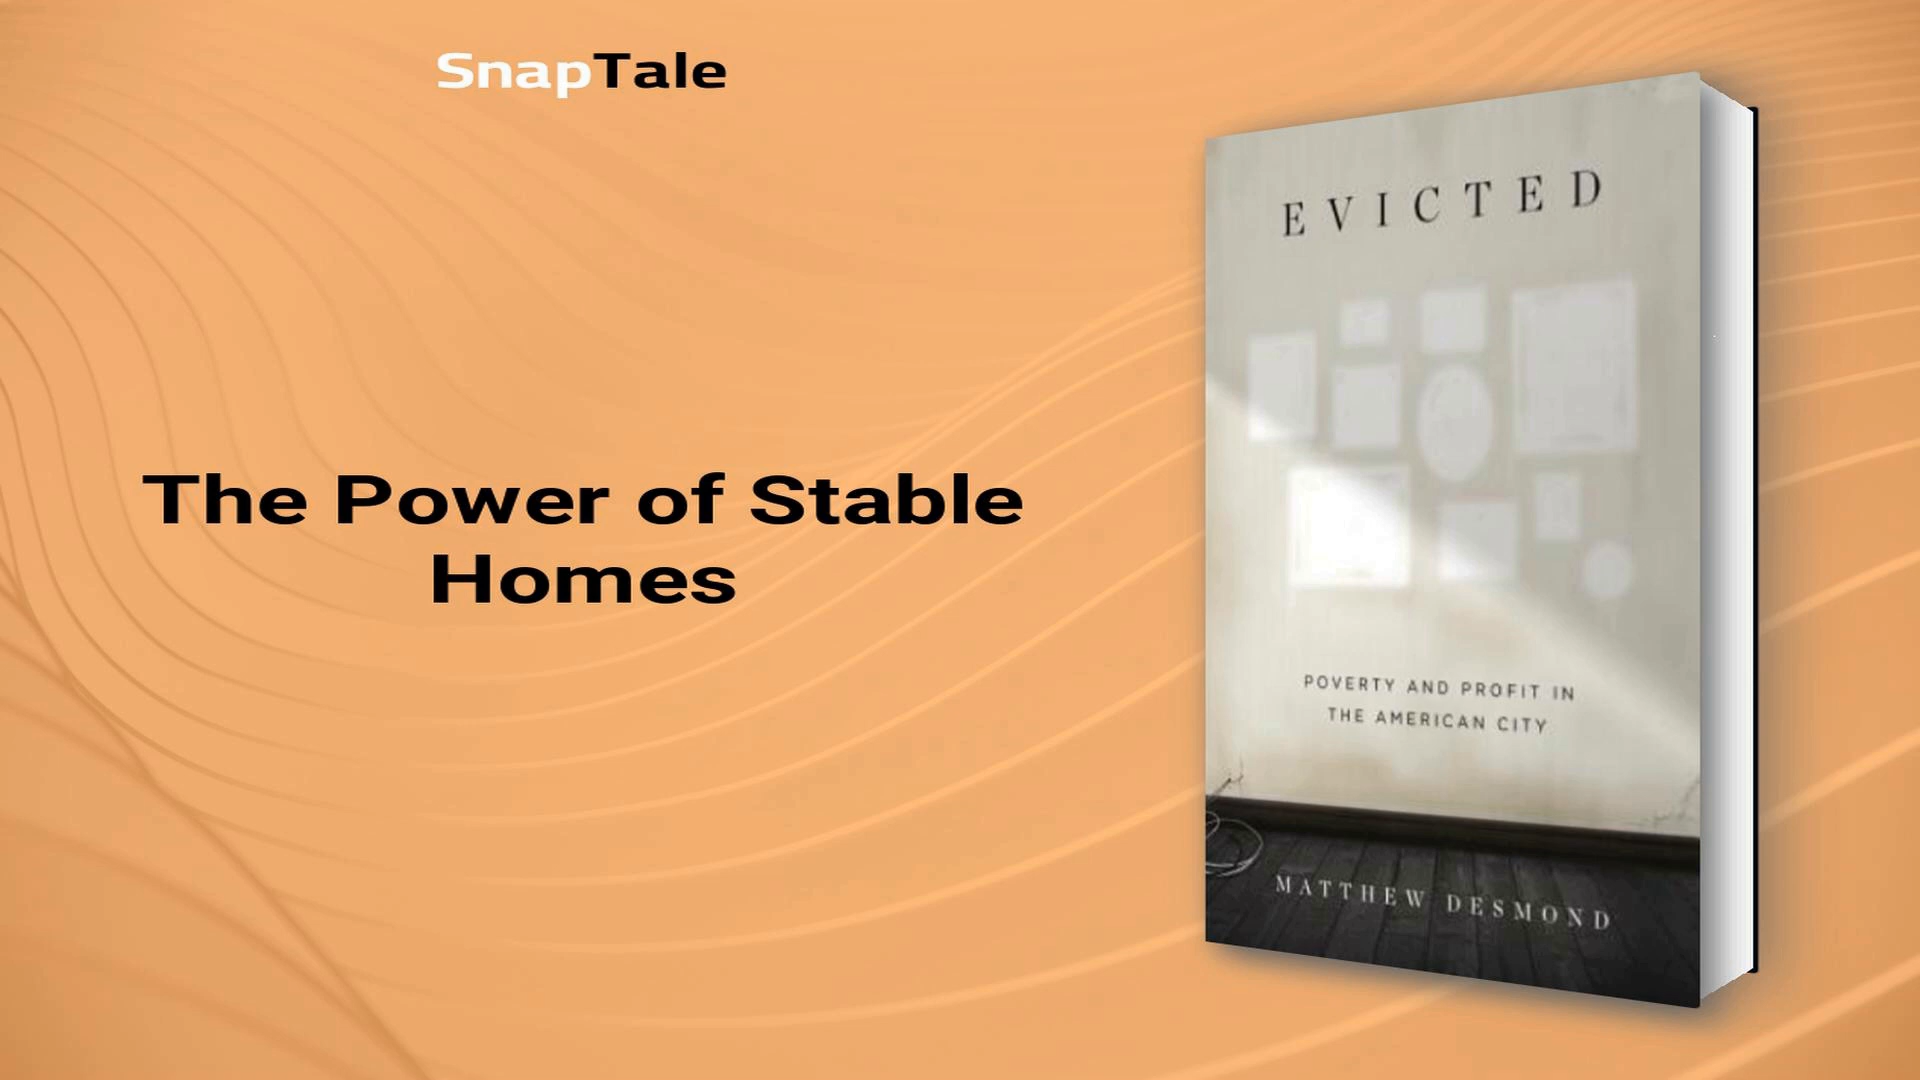 SnapTale
The Power of Stable
Homes
EVICTED
POVERTY AND PROFIT IN
THE AMERICAN CITY
MATTHEW DESMOND